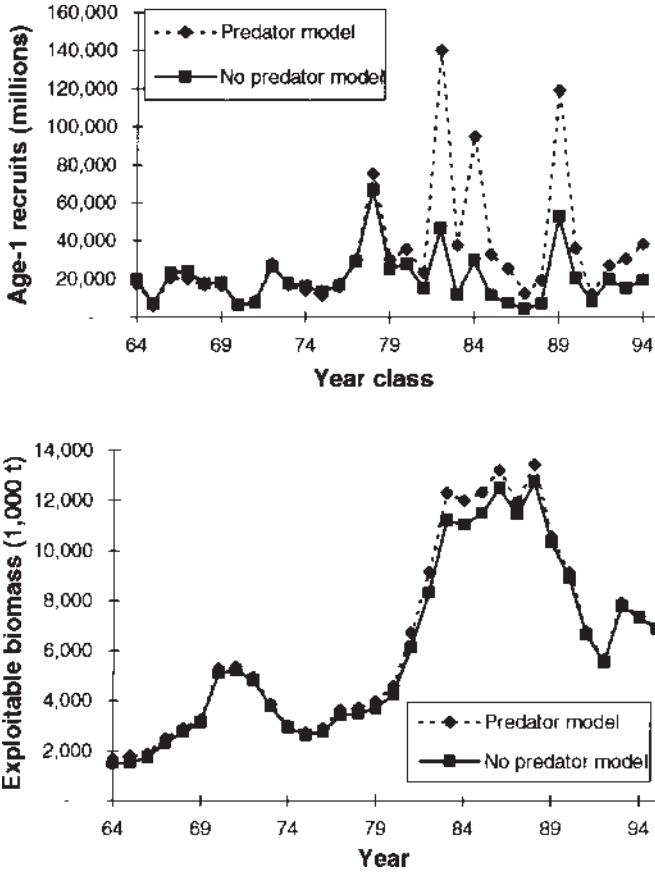 160,000
140,000
120,000
100,000
80,000
60,000
40,000
20,000
-
Age-1 recruits (millions)
Predator model
No predator model
64 69 74 79 84 89 94
Year class
14,000
12,000
10,000
8,000
6,000
4,000
2,000
-
Exploitable biomass (1,000 t)
Predator model
No predator model
64 69 74 79 84 89 94
Year